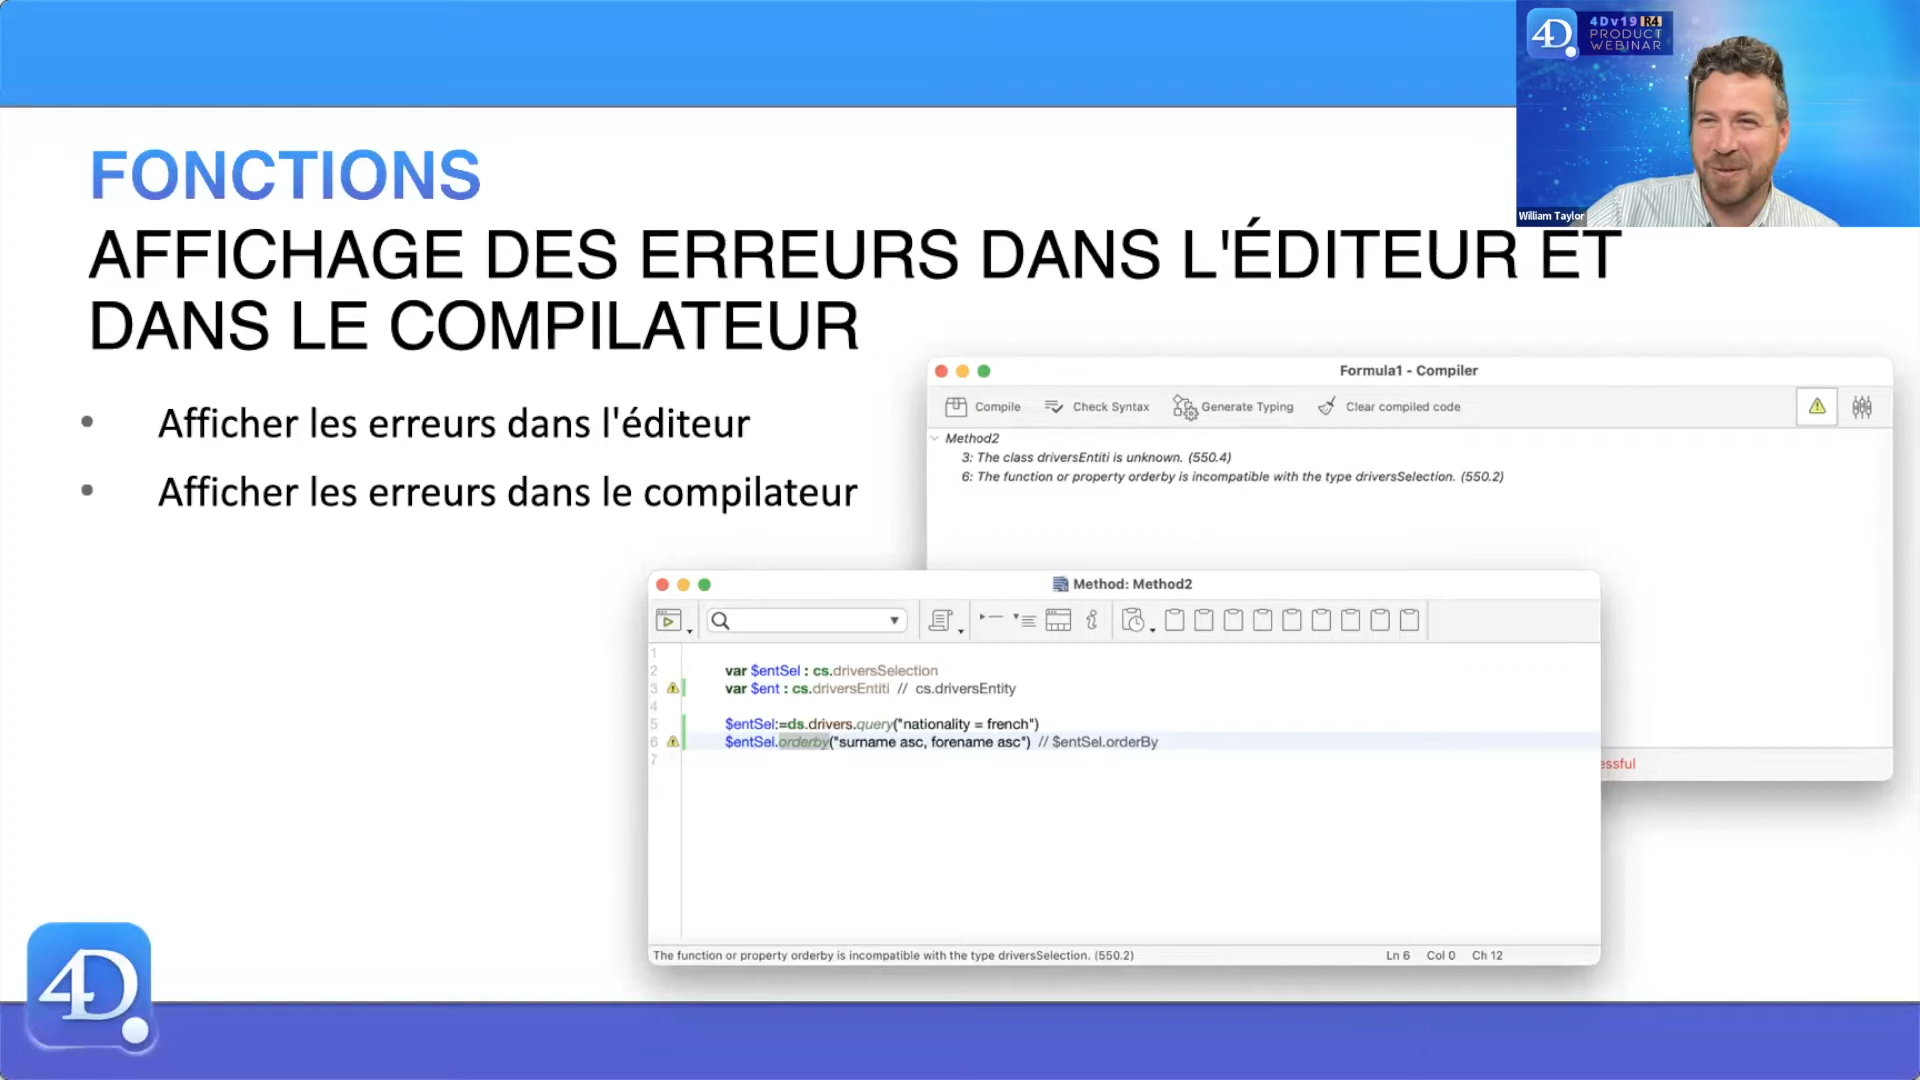 4D
4Dv19 R4
PRODUCT
WEBINAR
William Taylor
FONCTIONS
AFFICHAGE DES ERREURS DANS L'ÉDITEUR ET
DANS LE COMPILATEUR
• Afficher les erreurs dans l'éditeur
• Afficher les erreurs dans le compilateur
Formula1 - Compiler
Compile Check Syntax Generate Typing Clear compiled code
Method2
3: The class driversEntiti is unknown. (550.4)
6: The function or property orderby is incompatible with the type driversSelection. (550.2)
essful
Method: Method2
1
2 var $entSel : cs.driversSelection
3 var $ent : cs.driversEntiti // cs.driversEntity
4
5 $entSel:=ds.drivers.query("nationality = french")
6 $entSel.orderby("surname asc, forename asc") // $entSel.orderBy
7
The function or property orderby is incompatible with the type driversSelection. (550.2) Ln 6 Col 0 Ch 12
4D